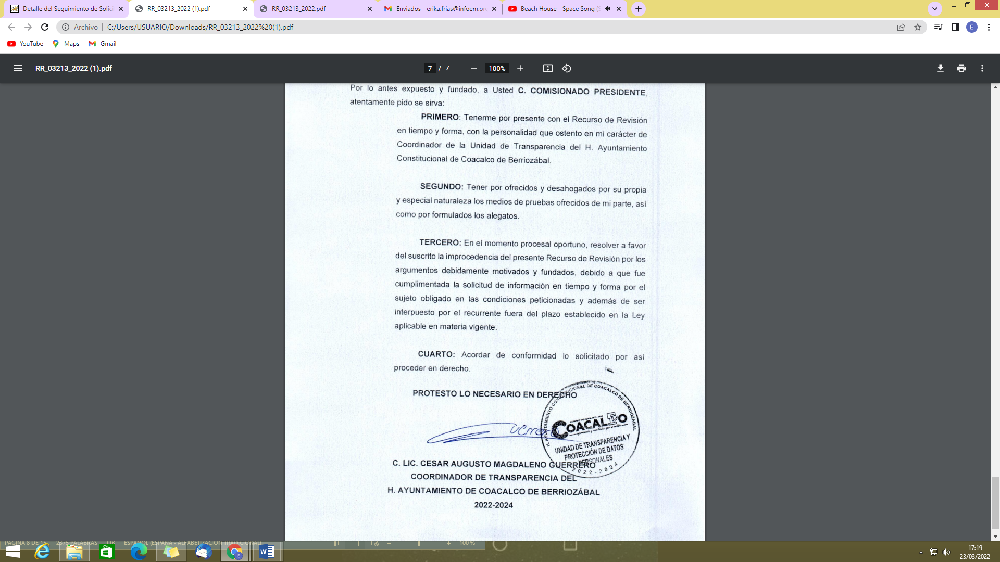 Detalle del Seguimiento de Solici
RR_03213_2022 (1).pdf
RR_03213_2022.pdf
Enviados - erika.frias@infoem.org
Beach House - Space Song (S
Archivo
C:/Users/USUARIO/Downloads/RR_03213_2022%20(1).pdf
E
YouTube
Maps
Gmail
RR_03213_2022 (1).pdf
7 / 7
100%
Por lo antes expuesto y fundado, a Usted C. COMISIONADO PRESIDENTE,
atentamente pido se sirva:
PRIMERO: Tenerme por presente con el Recurso de Revisión
en tiempo y forma, con la personalidad que ostento en mi carácter de
Coordinador de la Unidad de Transparencia del H. Ayuntamiento
Constitucional de Coacalco de Berriozábal.
SEGUNDO: Tener por ofrecidos y desahogados por su propia
y especial naturaleza los medios de pruebas ofrecidos de mi parte, así
como por formulados los alegatos.
TERCERO: En el momento procesal oportuno, resolver a favor
del suscrito la improcedencia del presente Recurso de Revisión por los
argumentos debidamente motivados y fundados, debido a que fue
cumplimentada la solicitud de información en tiempo y forma por el
sujeto obligado en las condiciones peticionadas y además de ser
interpuesto por el recurrente fuera del plazo establecido en la Ley
aplicable en materia vigente.
CUARTO: Acordar de conformidad lo solicitado por así
proceder en derecho.
PROTESTO LO NECESARIO EN DERECHO
Guerrero
H. AYUNTAMIENTO CONSTITUCIONAL DE COACALCO DE BERRIOZÁBAL
COACALCO
UNIDAD DE TRANSPARENCIA Y
PROTECCIÓN DE DATOS
PERSONALES
2022-2024
C. LIC. CESAR AUGUSTO MAGDALENO GUERRERO
COORDINADOR DE TRANSPARENCIA DEL
H. AYUNTAMIENTO DE COACALCO DE BERRIOZÁBAL
2022-2024
PÁGINA 8 DE 15 2375 PALABRAS ESPAÑOL (ESPAÑA - ALFABETIZACIÓN TRADICIONAL)
100 %
E
17:19
23/03/2022